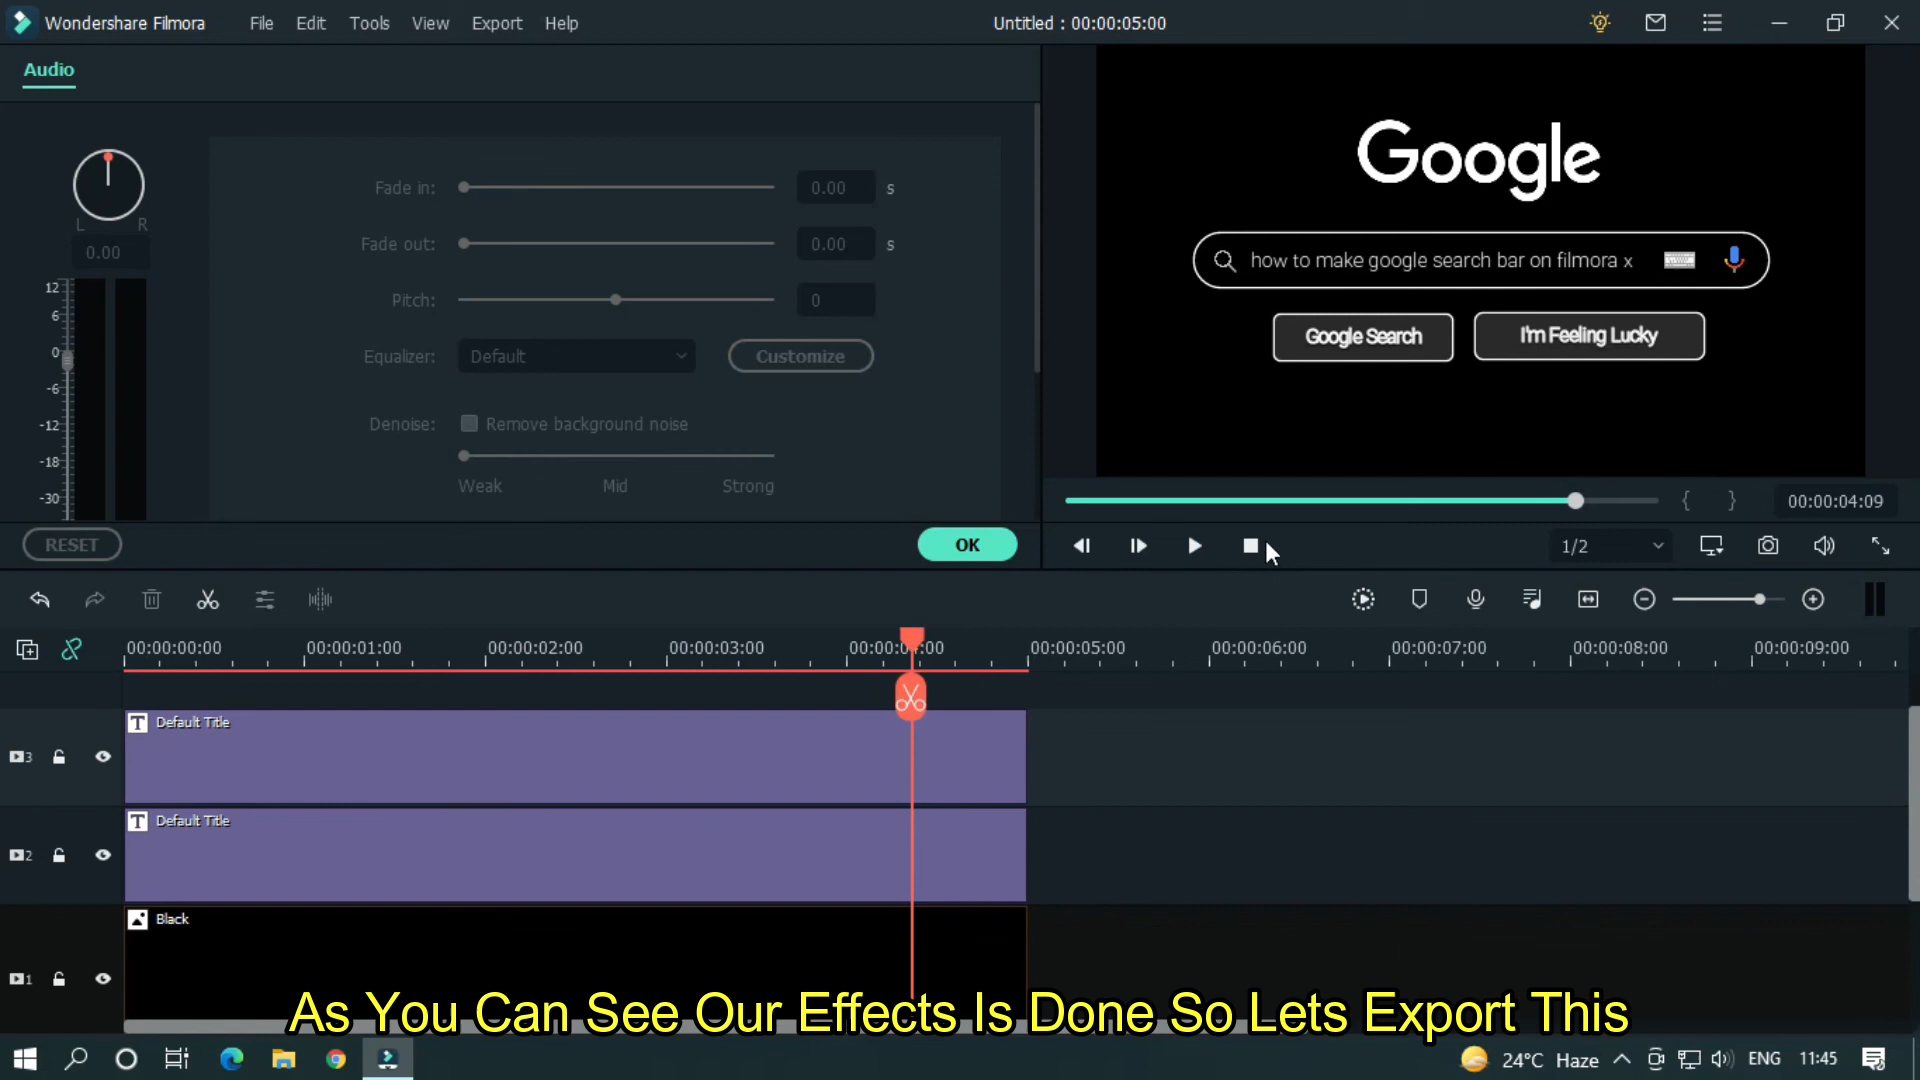 Wondershare Filmora File Edit Tools View Export Help Untitled : 00:00:05:00
Audio
Google
Fade in: 0.00 s
L R
0.00
Fade out: 0.00 s
how to make google search bar on filmora x
12
6
0
-6
-12
-18
-30
Pitch: 0
Google Search I'm Feeling Lucky
Equalizer: Default Customize
Denoise: Remove background noise
Weak Mid Strong
{ } 00:00:04:09
RESET OK 1/2
00:00:00:00 00:00:01:00 00:00:02:00 00:00:03:00 00:00:05:00 00:00:06:00 00:00:07:00 00:00:08:00 00:00:09:00
T Default Title
3
T Default Title
2
Black
1
As You Can See Our Effects Is Done So Lets Export This
24°C Haze ENG 11:45